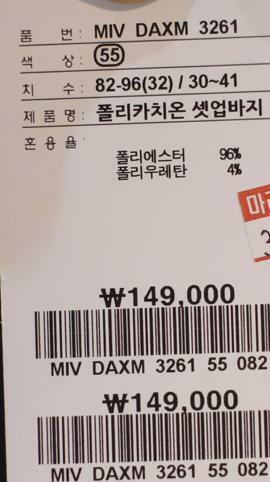 품 번: MIV DAXM 3261
색 상: 55
치 수: 82-96(32) / 30~41
제 품 명: 폴리카치온 셋업바지
혼 용 율:
폴리에스터 96%
폴리우레탄 4%
₩149,000
MIV DAXM 3261 55 082
₩149,000
MIV DAXM 3261 55 082